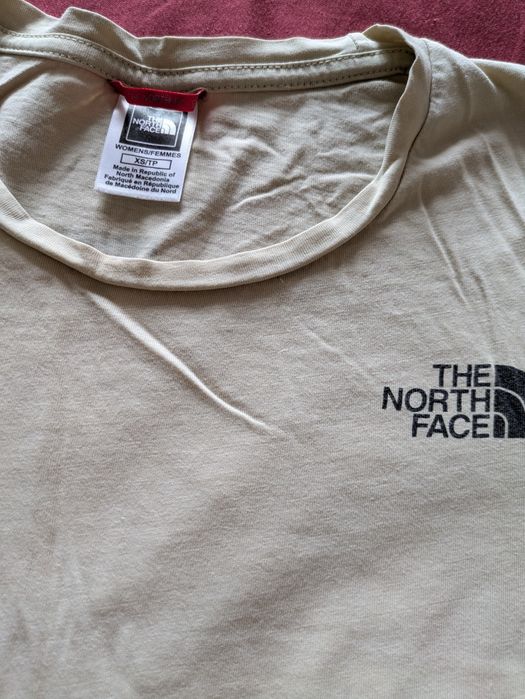 THE
NORTH
FACE
WOMENS/FEMMES
XS/TP
Made in Republic of
North Macedonia
Fabriqué en République
de Macédoine du Nord
THE
NORTH
FACE